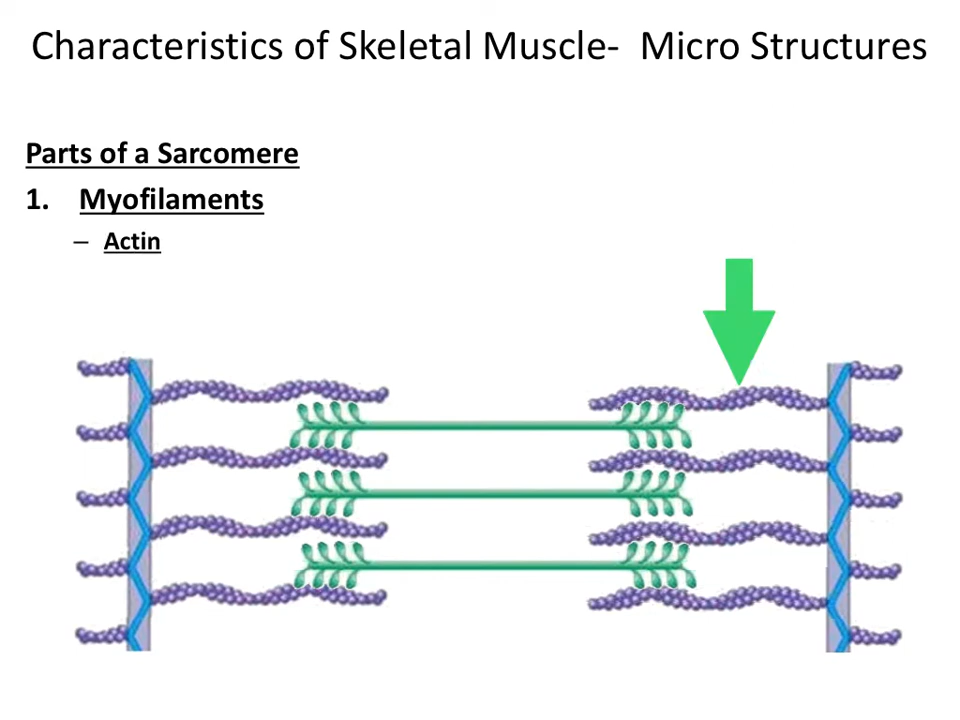 Characteristics of Skeletal Muscle-  Micro Structures
Parts of a Sarcomere
1. Myofilaments
– Actin